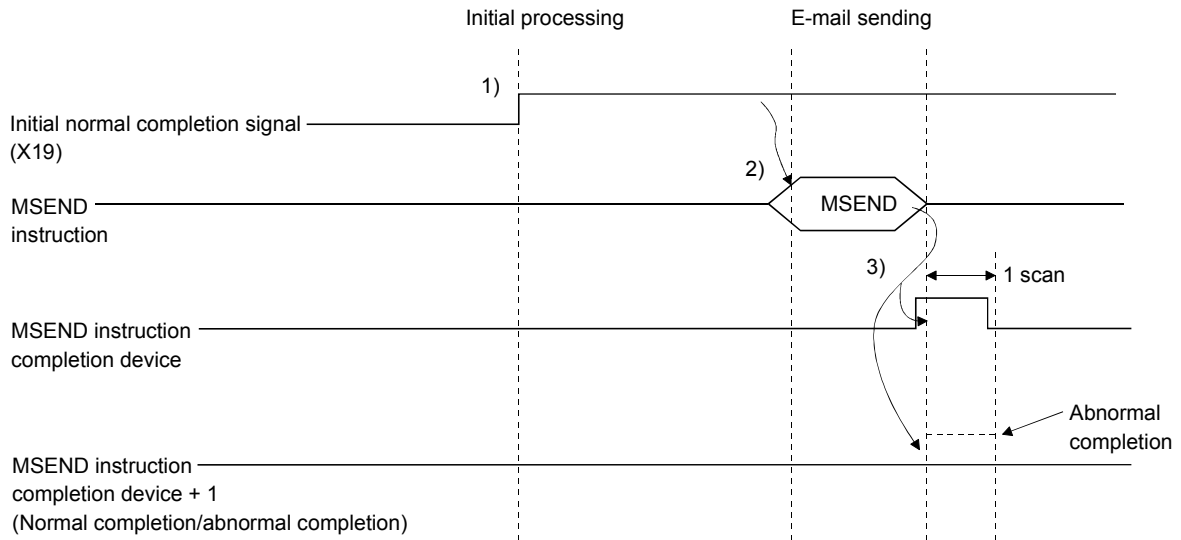 Initial processing
E-mail sending
1)
Initial normal completion signal
(X19)
2)
MSEND
MSEND
instruction
3)
1 scan
MSEND instruction
completion device
Abnormal
completion
MSEND instruction
completion device + 1
(Normal completion/abnormal completion)